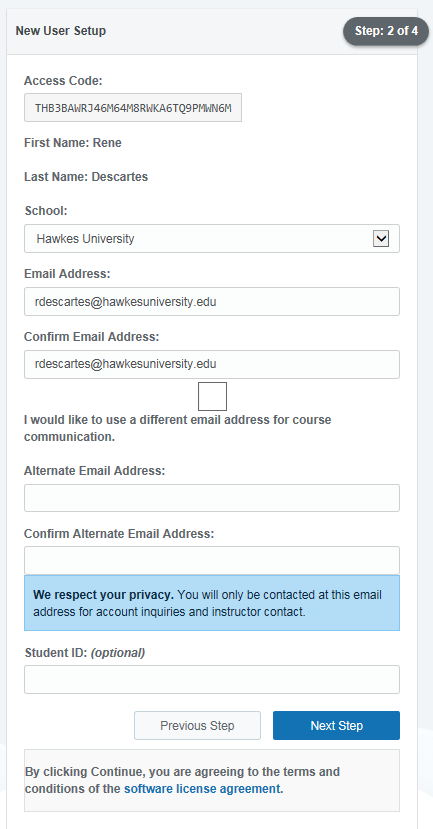 New User Setup
Step: 2 of 4
Access Code:
THB3BAWRJ46M64M8RWKA6TQ9PMWN6M
First Name: Rene
Last Name: Descartes
School:
Hawkes University
Email Address:
rdescartes@hawkesuniversity.edu
Confirm Email Address:
rdescartes@hawkesuniversity.edu
I would like to use a different email address for course
communication.
Alternate Email Address:
Confirm Alternate Email Address:
We respect your privacy. You will only be contacted at this email
address for account inquiries and instructor contact.
Student ID: (optional)
Previous Step
Next Step
By clicking Continue, you are agreeing to the terms and
conditions of the software license agreement.